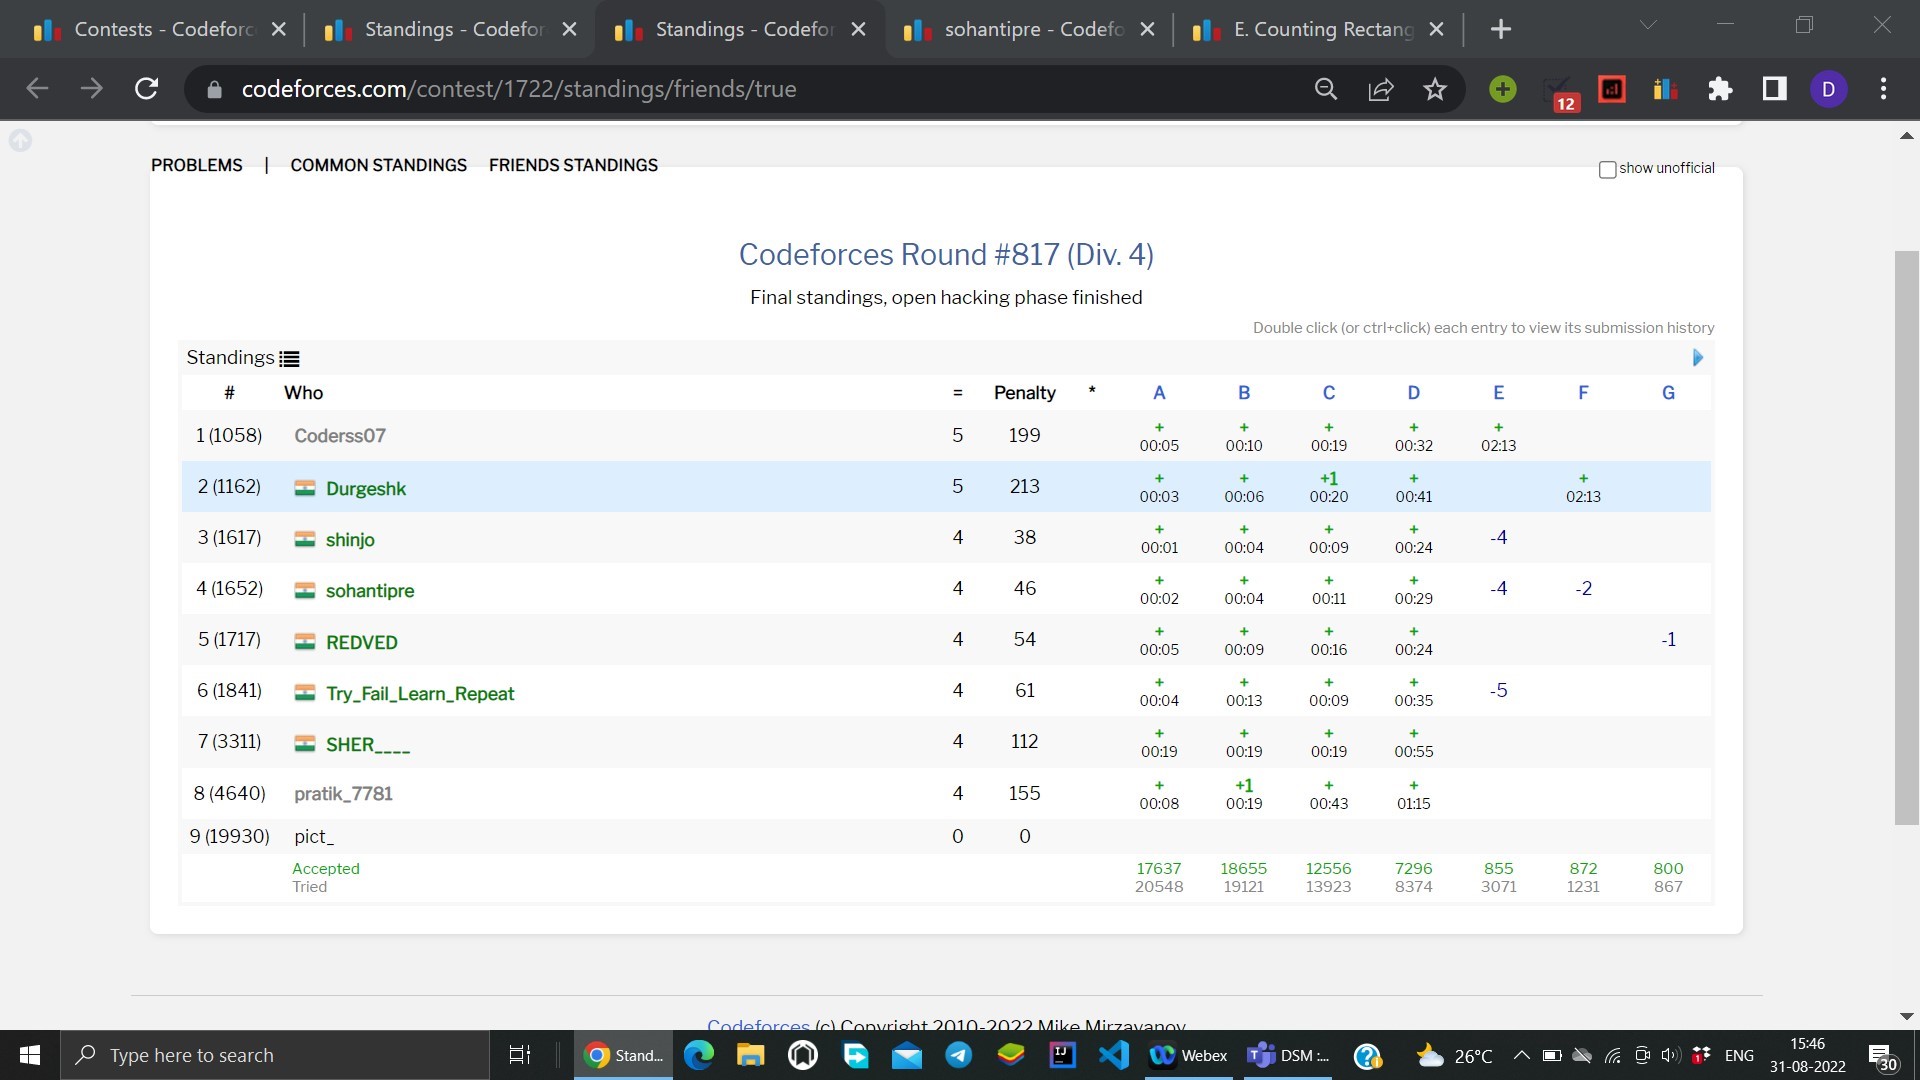 Contests - Codeforc
Standings - Codefor
Standings - Codefor
sohantipre - Codefo
E. Counting Rectang
codeforces.com/contest/1722/standings/friends/true
12
D
PROBLEMS | COMMON STANDINGS FRIENDS STANDINGS
show unofficial
Codeforces Round #817 (Div. 4)
Final standings, open hacking phase finished
Double click (or ctrl+click) each entry to view its submission history
Standings
# Who = Penalty * A B C D E F G
1 (1058) Coderss07 5 199 + + + + +
00:05 00:10 00:19 00:32 02:13
2 (1162) Durgeshk 5 213 + + +1 + +
00:03 00:06 00:20 00:41 02:13
3 (1617) shinjo 4 38 + + + + -4
00:01 00:04 00:09 00:24
4 (1652) sohantipre 4 46 + + + + -4 -2
00:02 00:04 00:11 00:29
5 (1717) REDVED 4 54 + + + + -1
00:05 00:09 00:16 00:24
6 (1841) Try_Fail_Learn_Repeat 4 61 + + + + -5
00:04 00:13 00:09 00:35
7 (3311) SHER____ 4 112 + + + +
00:19 00:19 00:19 00:55
8 (4640) pratik_7781 4 155 + +1 + +
00:08 00:19 00:43 01:15
9 (19930) pict_ 0 0
Accepted 17637 18655 12556 7296 855 872 800
Tried 20548 19121 13923 8374 3071 1231 867
Codeforces (c) Copyright 2010-2022 Mike Mirzayanov
Type here to search
Stand...
IJ
Webex
DSM :...
26°C
1
ENG
15:46
31-08-2022
30